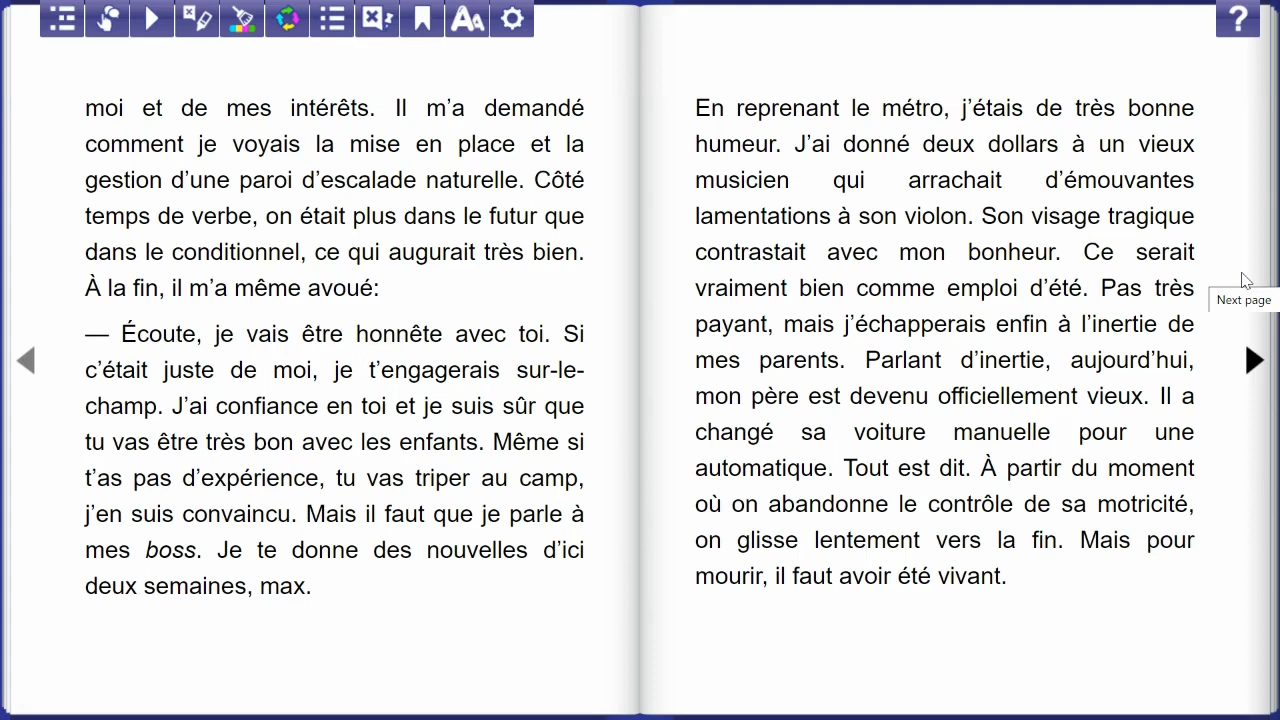 ?
moi et de mes intérêts. Il m’a demandé
comment je voyais la mise en place et la
gestion d’une paroi d’escalade naturelle. Côté
temps de verbe, on était plus dans le futur que
dans le conditionnel, ce qui augurait très bien.
À la fin, il m’a même avoué:
— Écoute, je vais être honnête avec toi. Si
c’était juste de moi, je t’engagerais sur-le-
champ. J’ai confiance en toi et je suis sûr que
tu vas être très bon avec les enfants. Même si
t’as pas d’expérience, tu vas triper au camp,
j’en suis convaincu. Mais il faut que je parle à
mes boss. Je te donne des nouvelles d’ici
deux semaines, max.
En reprenant le métro, j’étais de très bonne
humeur. J’ai donné deux dollars à un vieux
musicien qui arrachait d’émouvantes
lamentations à son violon. Son visage tragique
contrastait avec mon bonheur. Ce serait
vraiment bien comme emploi d’été. Pas très
payant, mais j’échapperais enfin à l’inertie de
mes parents. Parlant d’inertie, aujourd’hui,
mon père est devenu officiellement vieux. Il a
changé sa voiture manuelle pour une
automatique. Tout est dit. À partir du moment
où on abandonne le contrôle de sa motricité,
on glisse lentement vers la fin. Mais pour
mourir, il faut avoir été vivant.
Next page